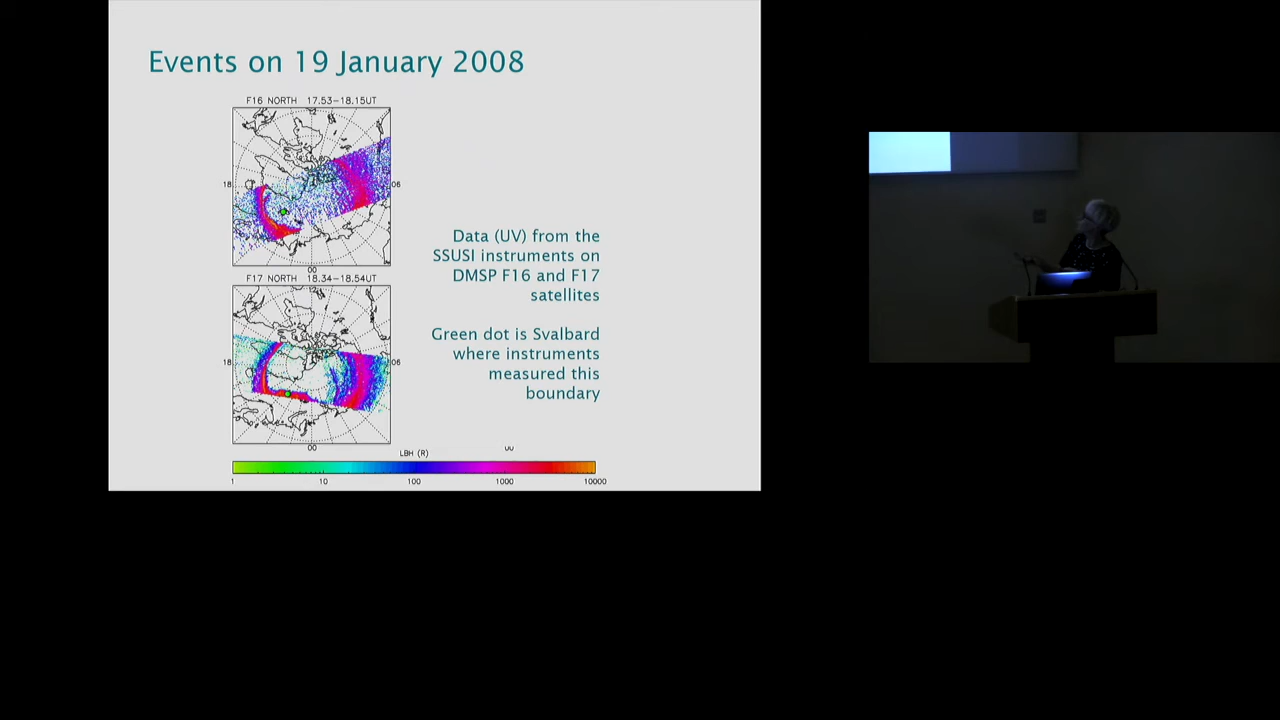 Events on 19 January 2008
F16 NORTH 17.53-18.15UT
12
18
06
00
Data (UV) from the
SSUSI instruments on
DMSP F16 and F17
satellites
F17 NORTH 18.34-18.54UT
12
18
06
00
Green dot is Svalbard
where instruments
measured this
boundary
LBH (R)
1 10 100 1000 10000